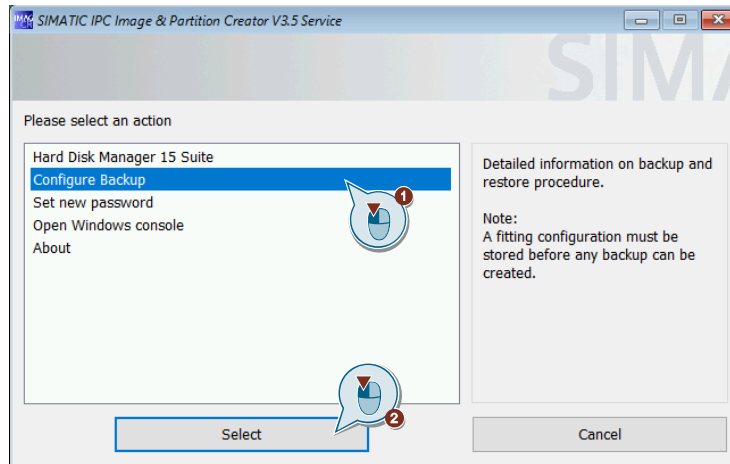 SIMATIC IPC Image & Partition Creator V3.5 Service
Please select an action
Hard Disk Manager 15 Suite
Configure Backup
Set new password
Open Windows console
About
1
Detailed information on backup and
restore procedure.
Note:
A fitting configuration must be
stored before any backup can be
created.
2
Select
Cancel